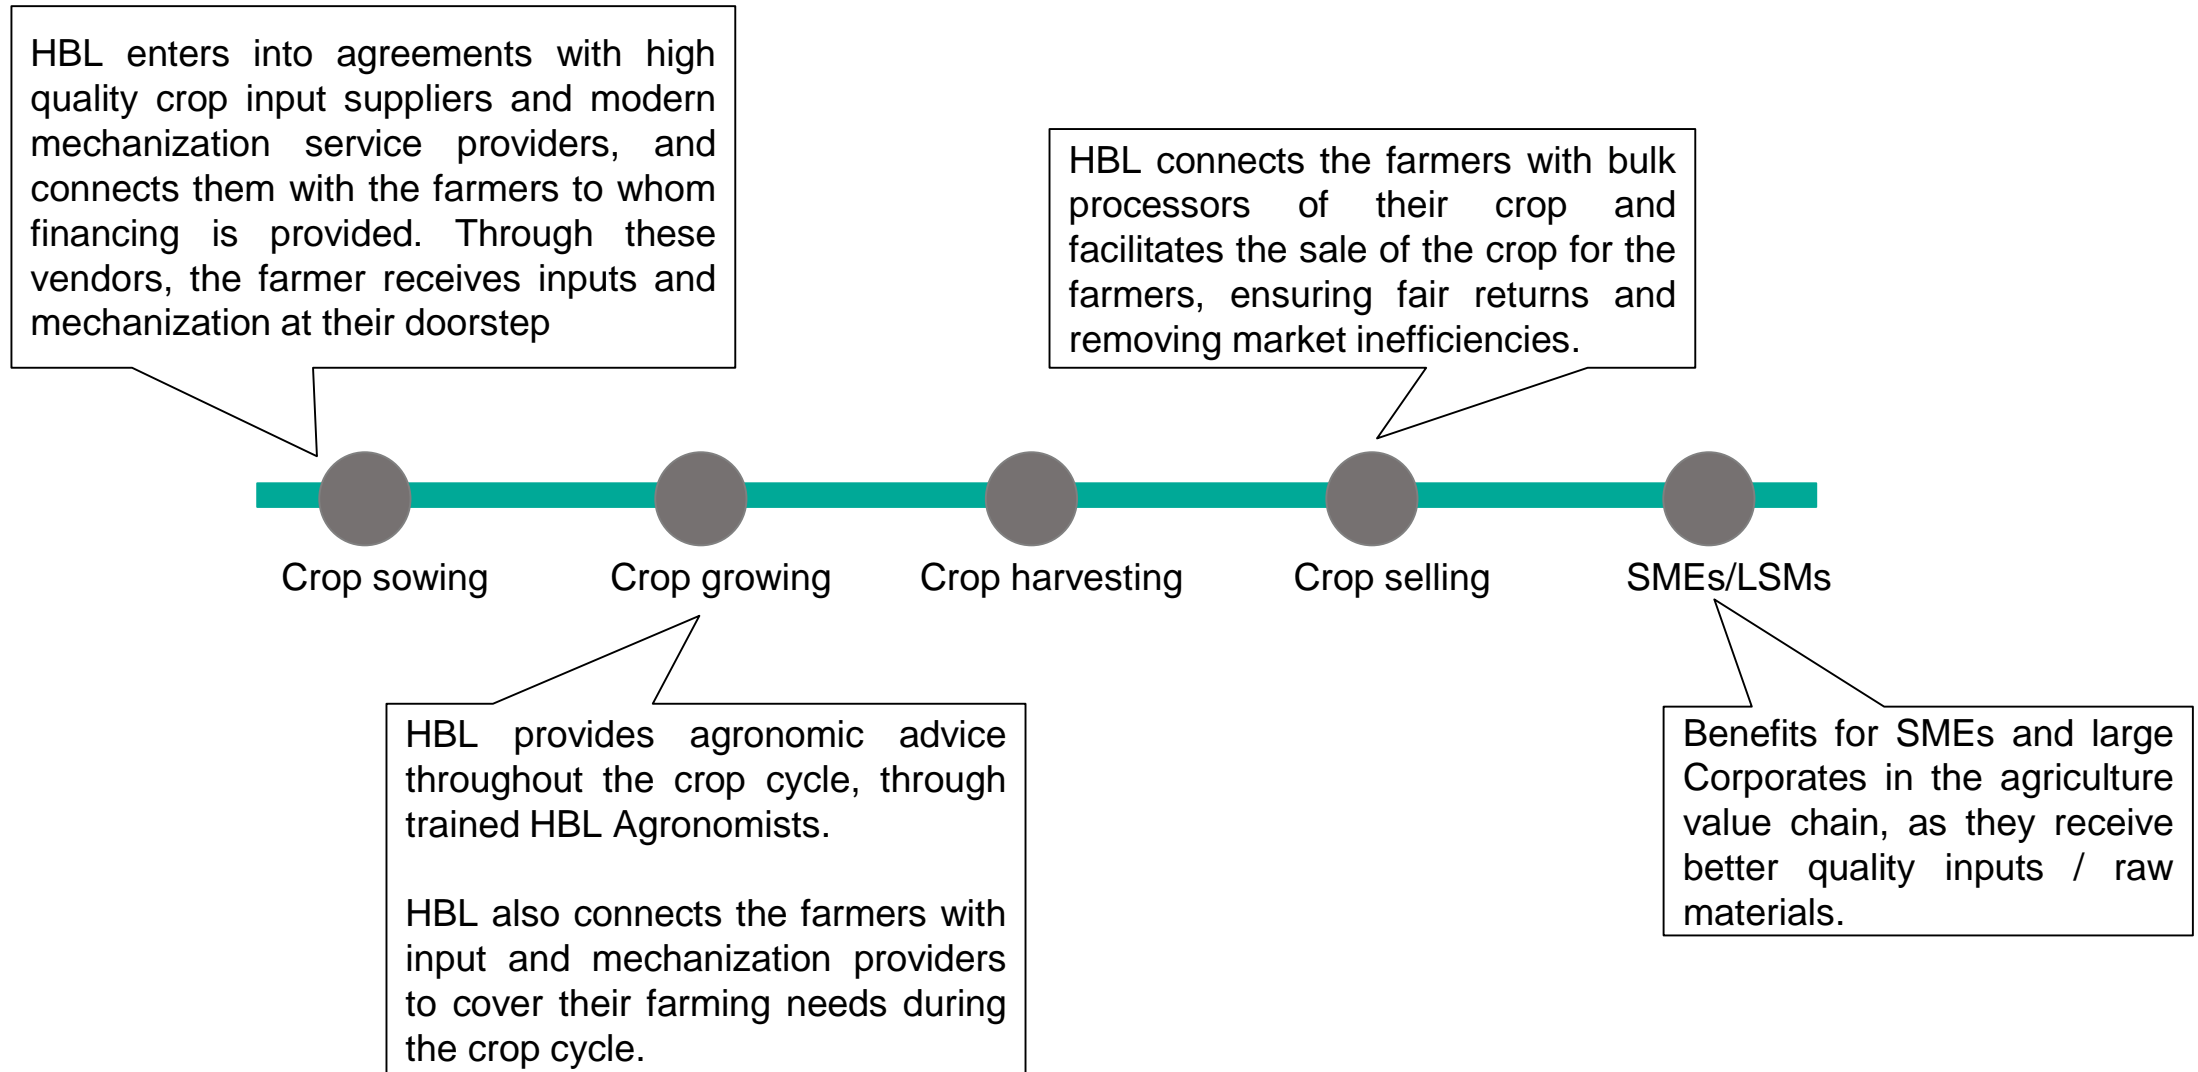 HBL enters into agreements with high
quality crop input suppliers and modern
mechanization service providers, and
connects them with the farmers to whom
financing is provided. Through these
vendors, the farmer receives inputs and
mechanization at their doorstep
HBL connects the farmers with bulk
processors of their crop and
facilitates the sale of the crop for the
farmers, ensuring fair returns and
removing market inefficiencies.
Crop sowing
Crop growing
Crop harvesting
Crop selling
SMEs/LSMs
HBL provides agronomic advice
throughout the crop cycle, through
trained HBL Agronomists.
HBL also connects the farmers with
input and mechanization providers
to cover their farming needs during
the crop cycle.
Benefits for SMEs and large
Corporates in the agriculture
value chain, as they receive
better quality inputs / raw
materials.